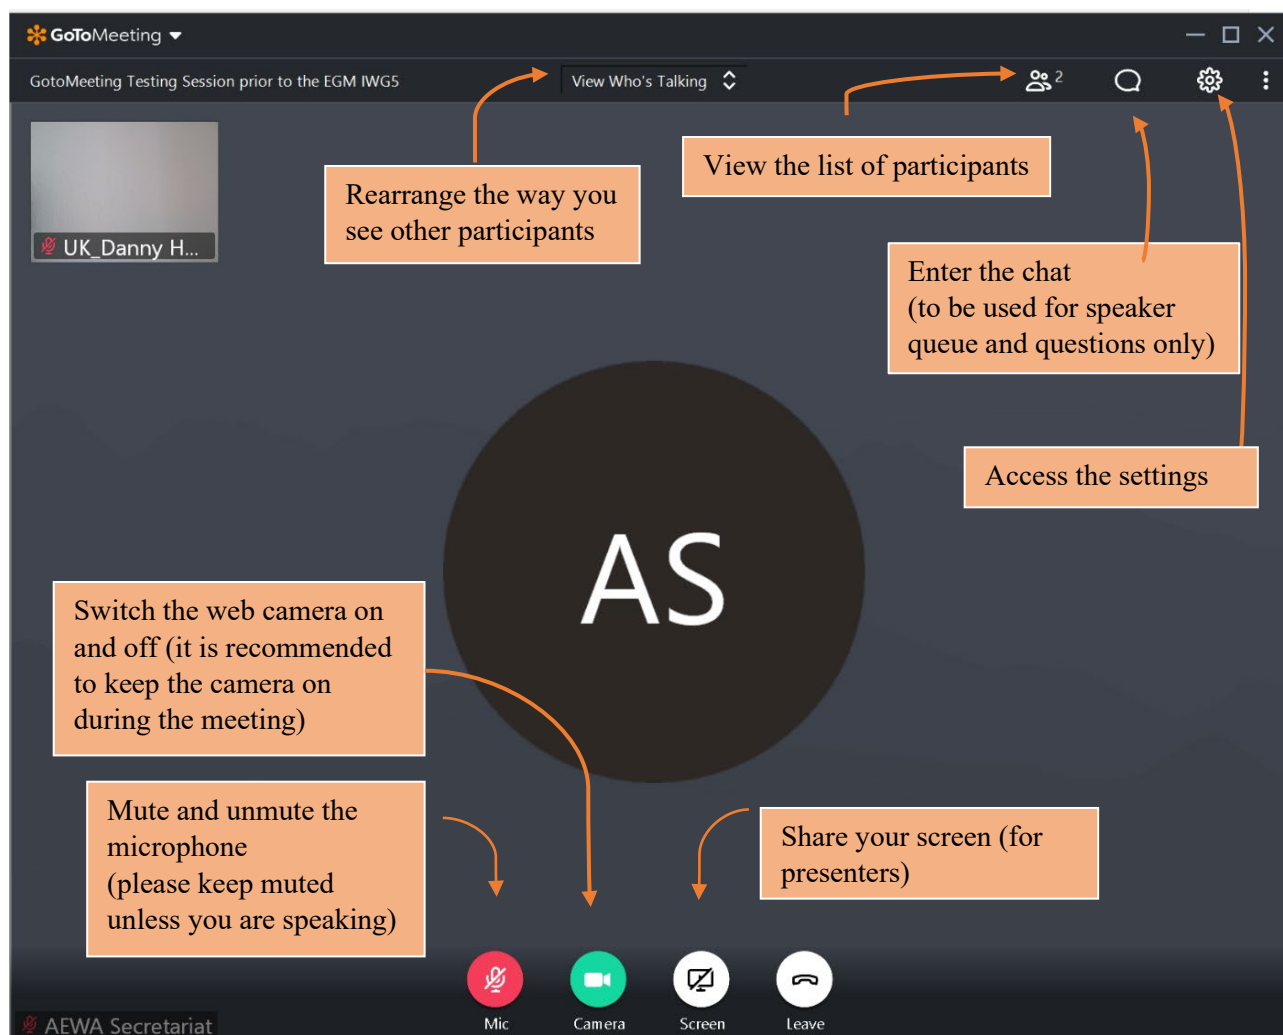 GoToMeeting
GotoMeeting Testing Session prior to the EGM IWG5
View Who's Talking
2
View the list of participants
Rearrange the way you
see other participants
UK_Danny H...
Enter the chat
(to be used for speaker
queue and questions only)
Access the settings
AS
Switch the web camera on
and off (it is recommended
to keep the camera on
during the meeting)
Mute and unmute the
microphone
(please keep muted
unless you are speaking)
Share your screen (for
presenters)
Mic
Camera
Screen
Leave
AEWA Secretariat